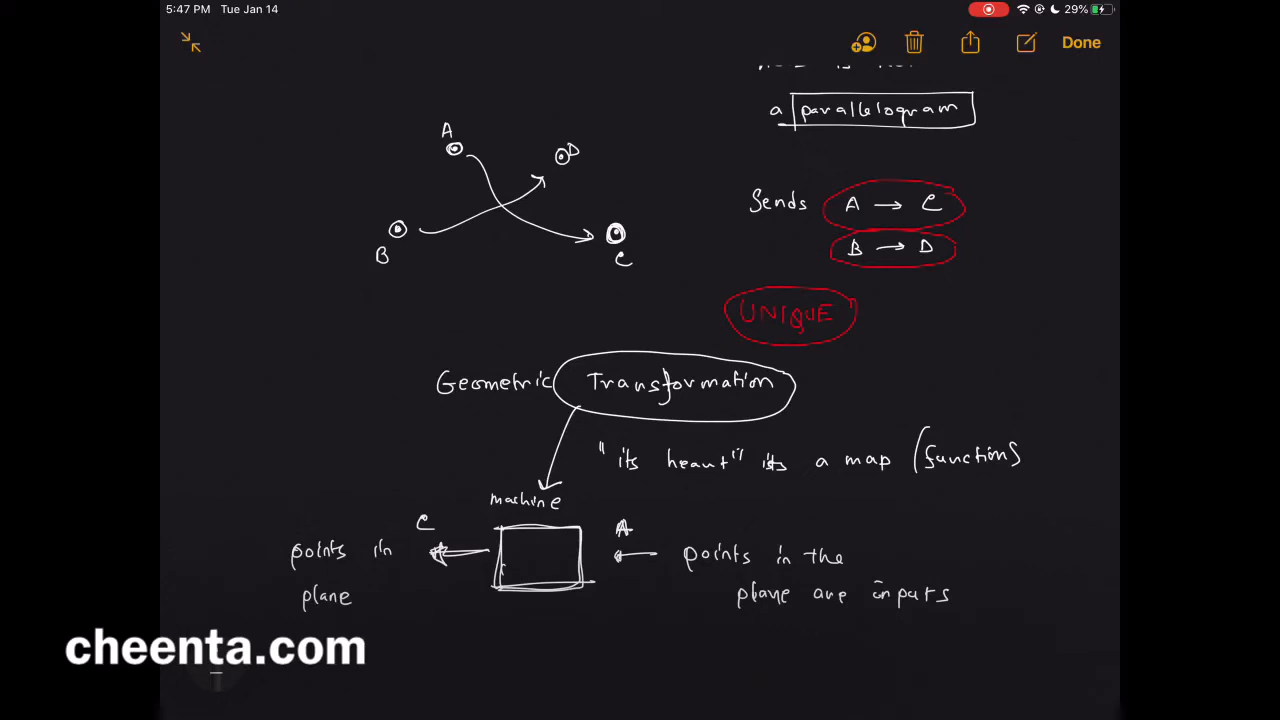 5:47 PM Tue Jan 14
29%
Done
a parallelogram
A
D
B
C
Sends A → C
B → D
UNIQUE
Geometric Transformation
"its heart" its a map (functions
machine
C
A
points in
plane
points in the
plane are inputs
cheenta.com